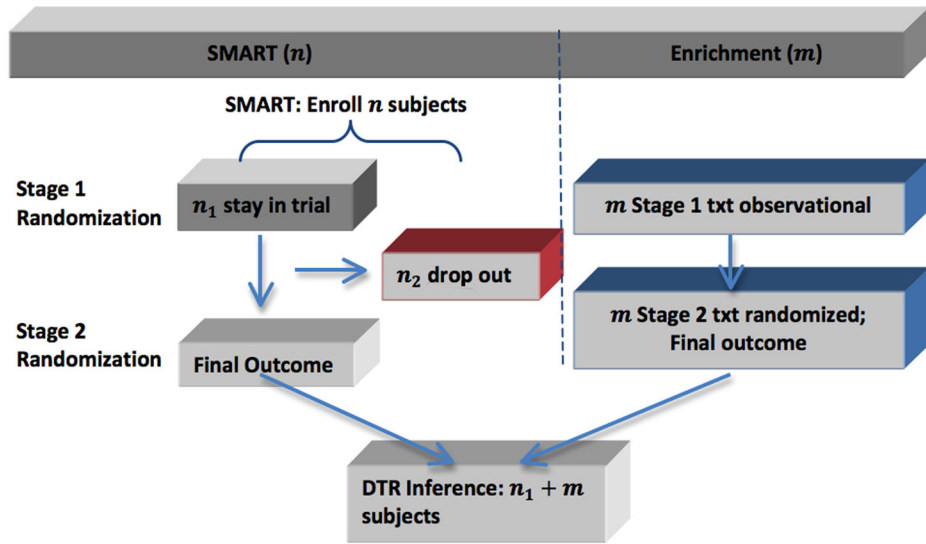 SMART (n)
Enrichment (m)
SMART: Enroll n subjects
Stage 1
Randomization
n₁ stay in trial
m Stage 1 txt observational
n₂ drop out
m Stage 2 txt randomized;
Final outcome
Stage 2
Randomization
Final Outcome
DTR Inference: n₁ + m
subjects